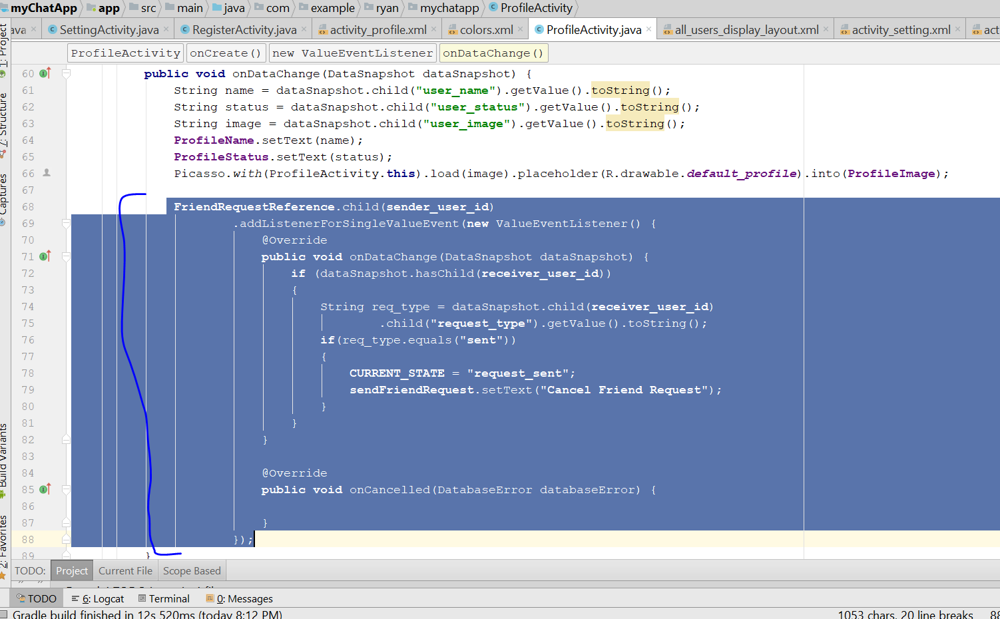 myChatApp app src main java com example ryan mychatapp ProfileActivity
ava SettingActivity.java RegisterActivity.java activity_profile.xml colors.xml ProfileActivity.java all_users_display_layout.xml activity_setting.xml act
ProfileActivity onCreate() new ValueEventListener onDataChange()
1: Project
7: Structure
Captures
Build Variants
2: Favorites
60 public void onDataChange(DataSnapshot dataSnapshot) {
61 String name = dataSnapshot.child("user_name").getValue().toString();
62 String status = dataSnapshot.child("user_status").getValue().toString();
63 String image = dataSnapshot.child("user_image").getValue().toString();
64 ProfileName.setText(name);
65 ProfileStatus.setText(status);
66 Picasso.with(ProfileActivity.this).load(image).placeholder(R.drawable.default_profile).into(ProfileImage);
67
68 FriendRequestReference.child(sender_user_id)
69 .addListenerForSingleValueEvent(new ValueEventListener() {
70 @Override
71 public void onDataChange(DataSnapshot dataSnapshot) {
72 if (dataSnapshot.hasChild(receiver_user_id))
73 {
74 String req_type = dataSnapshot.child(receiver_user_id)
75 .child("request_type").getValue().toString();
76 if(req_type.equals("sent"))
77 {
78 CURRENT_STATE = "request_sent";
79 sendFriendRequest.setText("Cancel Friend Request");
80 }
81 }
82 }
83
84 @Override
85 public void onCancelled(DatabaseError databaseError) {
86
87 }
88 });
89 }
TODO: Project Current File Scope Based
TODO 6: Logcat Terminal 0: Messages
Gradle build finished in 12s 520ms (today 8:12 PM) 1053 chars, 20 line breaks 88